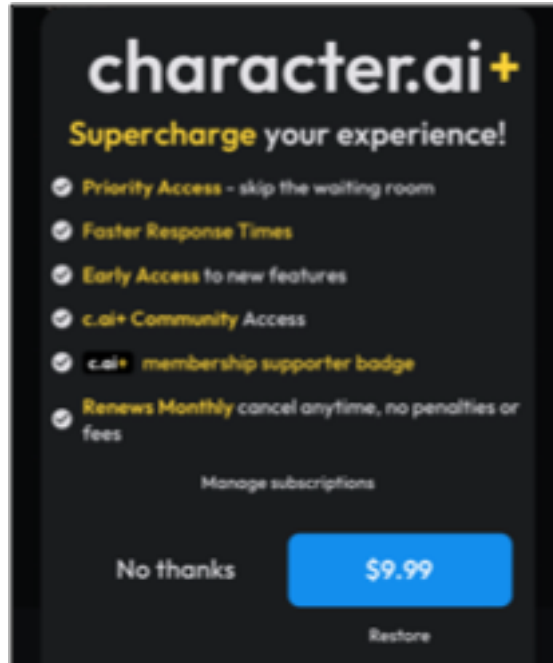 character.ai+
Supercharge your experience!
Priority Access - skip the waiting room
Faster Response Times
Early Access to new features
c.ai+ Community Access
c.ai+ membership supporter badge
Renews Monthly cancel anytime, no penalties or
fees
Manage subscriptions
No thanks
$9.99
Restore